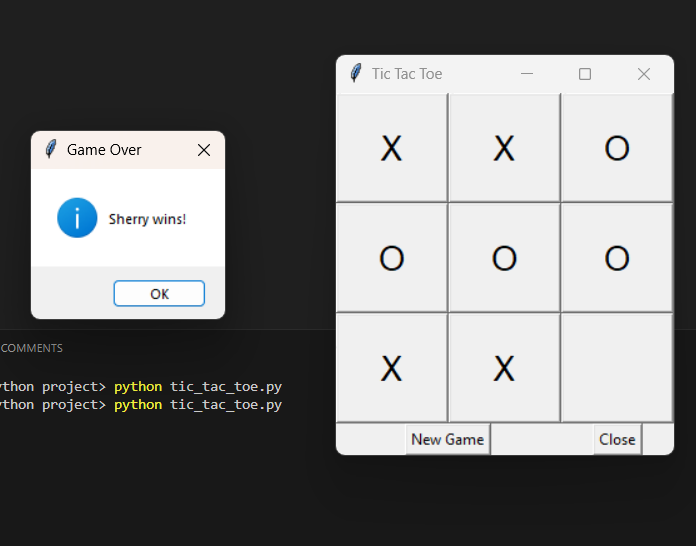 Tic Tac Toe
X X O
O O O
X X
New Game Close
Game Over
Sherry wins!
OK
COMMENTS
ython project> python tic_tac_toe.py
ython project> python tic_tac_toe.py